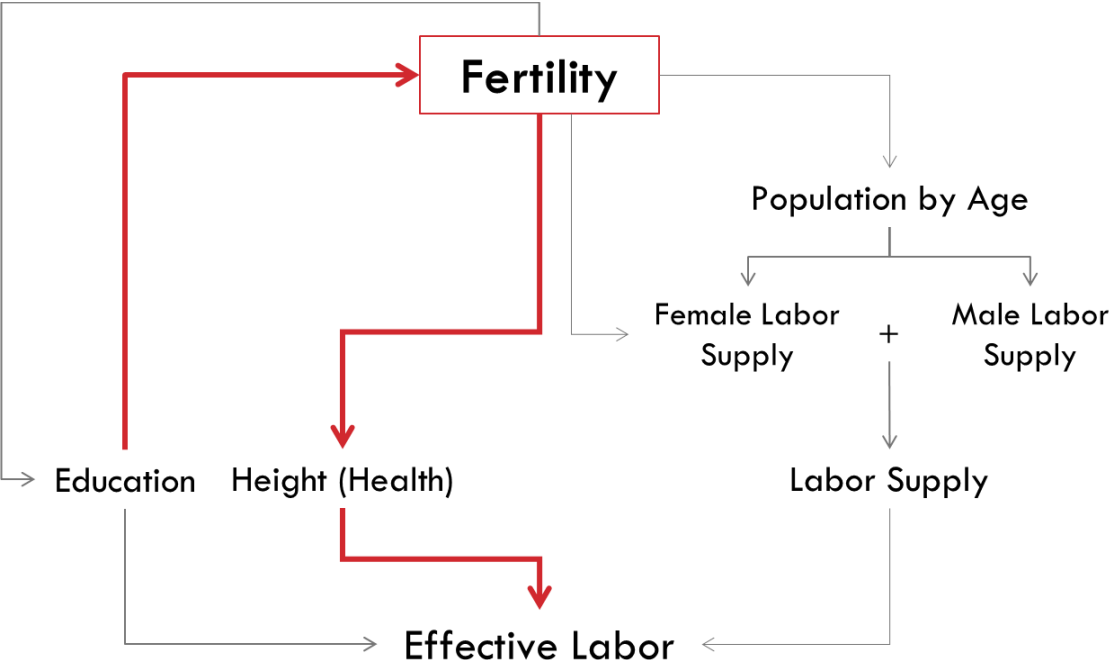 Fertility
Population by Age
Female Labor
Supply
+
Male Labor
Supply
Education
Height (Health)
Labor Supply
Effective Labor